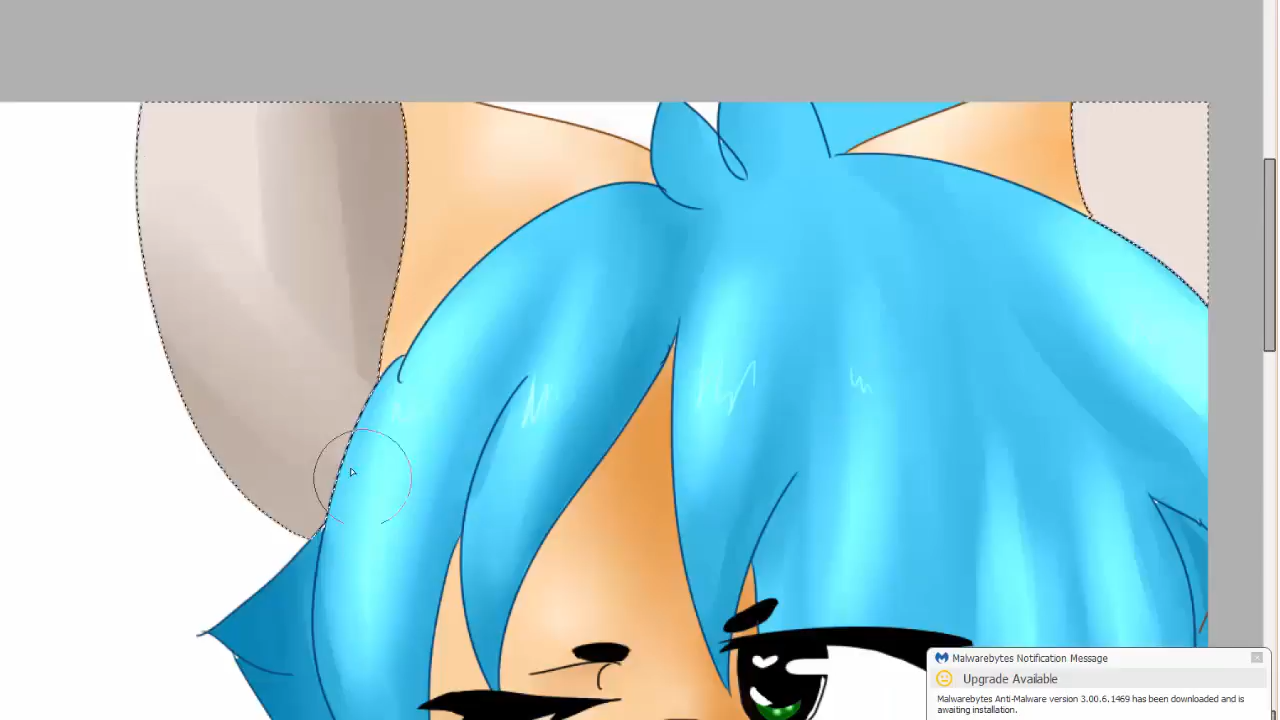 Malwarebytes Notification Message
Upgrade Available
Malwarebytes Anti-Malware version 3.00.6.1469 has been downloaded and is
awaiting installation.